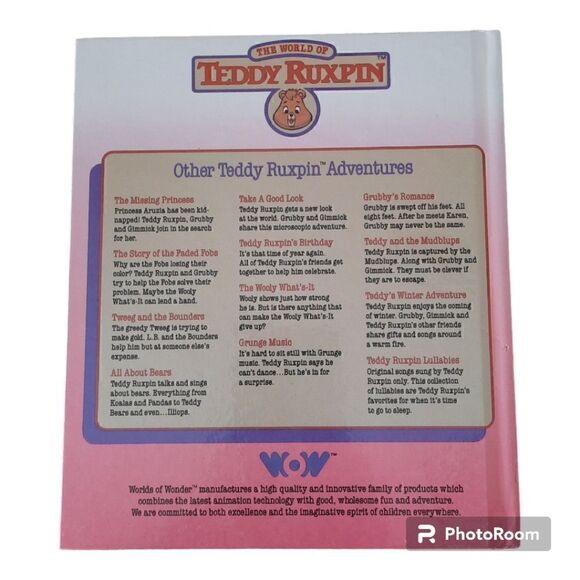 THE WORLD OF
TEDDY RUXPIN™
Other Teddy Ruxpin™ Adventures
The Missing Princess
Princess Aruzia has been kid-
napped! Teddy Ruxpin, Grubby
and Gimmick join in the search
for her.
The Story of the Faded Fobs
Why are the Fobs losing their
color? Teddy Ruxpin and Grubby
try to help the Fobs solve their
problem. Maybe the Wooly
What's-It can lend a hand.
Tweeg and the Bounders
The greedy Tweeg is trying to
make gold. L.B. and the Bounders
help him but at someone else's
expense.
All About Bears
Teddy Ruxpin talks and sings
about bears. Everything from
Koalas and Pandas to Teddy
Bears and even...Illiops.
Take A Good Look
Teddy Ruxpin gets a new look
at the world. Grubby and Gimmick
share this microscopic adventure.
Teddy Ruxpin's Birthday
It's that time of year again.
All of Teddy Ruxpin's friends get
together to help him celebrate.
The Wooly What's-It
Wooly shows just how strong
he is. But is there anything that
can make the Wooly What's-It
give up?
Grunge Music
It's hard to sit still with Grunge
music. Teddy Ruxpin says he
can't dance...But he's in for
a surprise.
Grubby's Romance
Grubby is swept off his feet. All
eight feet. After he meets Karen,
Grubby may never be the same.
Teddy and the Mudblups
Teddy Ruxpin is captured by the
Mudblups. Along with Grubby and
Gimmick. They must be clever if
they are to escape.
Teddy's Winter Adventure
Teddy Ruxpin enjoys the coming
of winter. Grubby, Gimmick and
Teddy Ruxpin's other friends
share gifts and songs around
a warm fire.
Teddy Ruxpin Lullabies
Original songs sung by Teddy
Ruxpin only. This collection
of lullabies are Teddy Ruxpin's
favorites for when it's time
to go to sleep.
WOW™
Worlds of Wonder™ manufactures a high quality and innovative family of products which
combines the latest animation technology with good, wholesome fun and adventure.
We are committed to both excellence and the imaginative spirit of children everywhere.
PhotoRoom